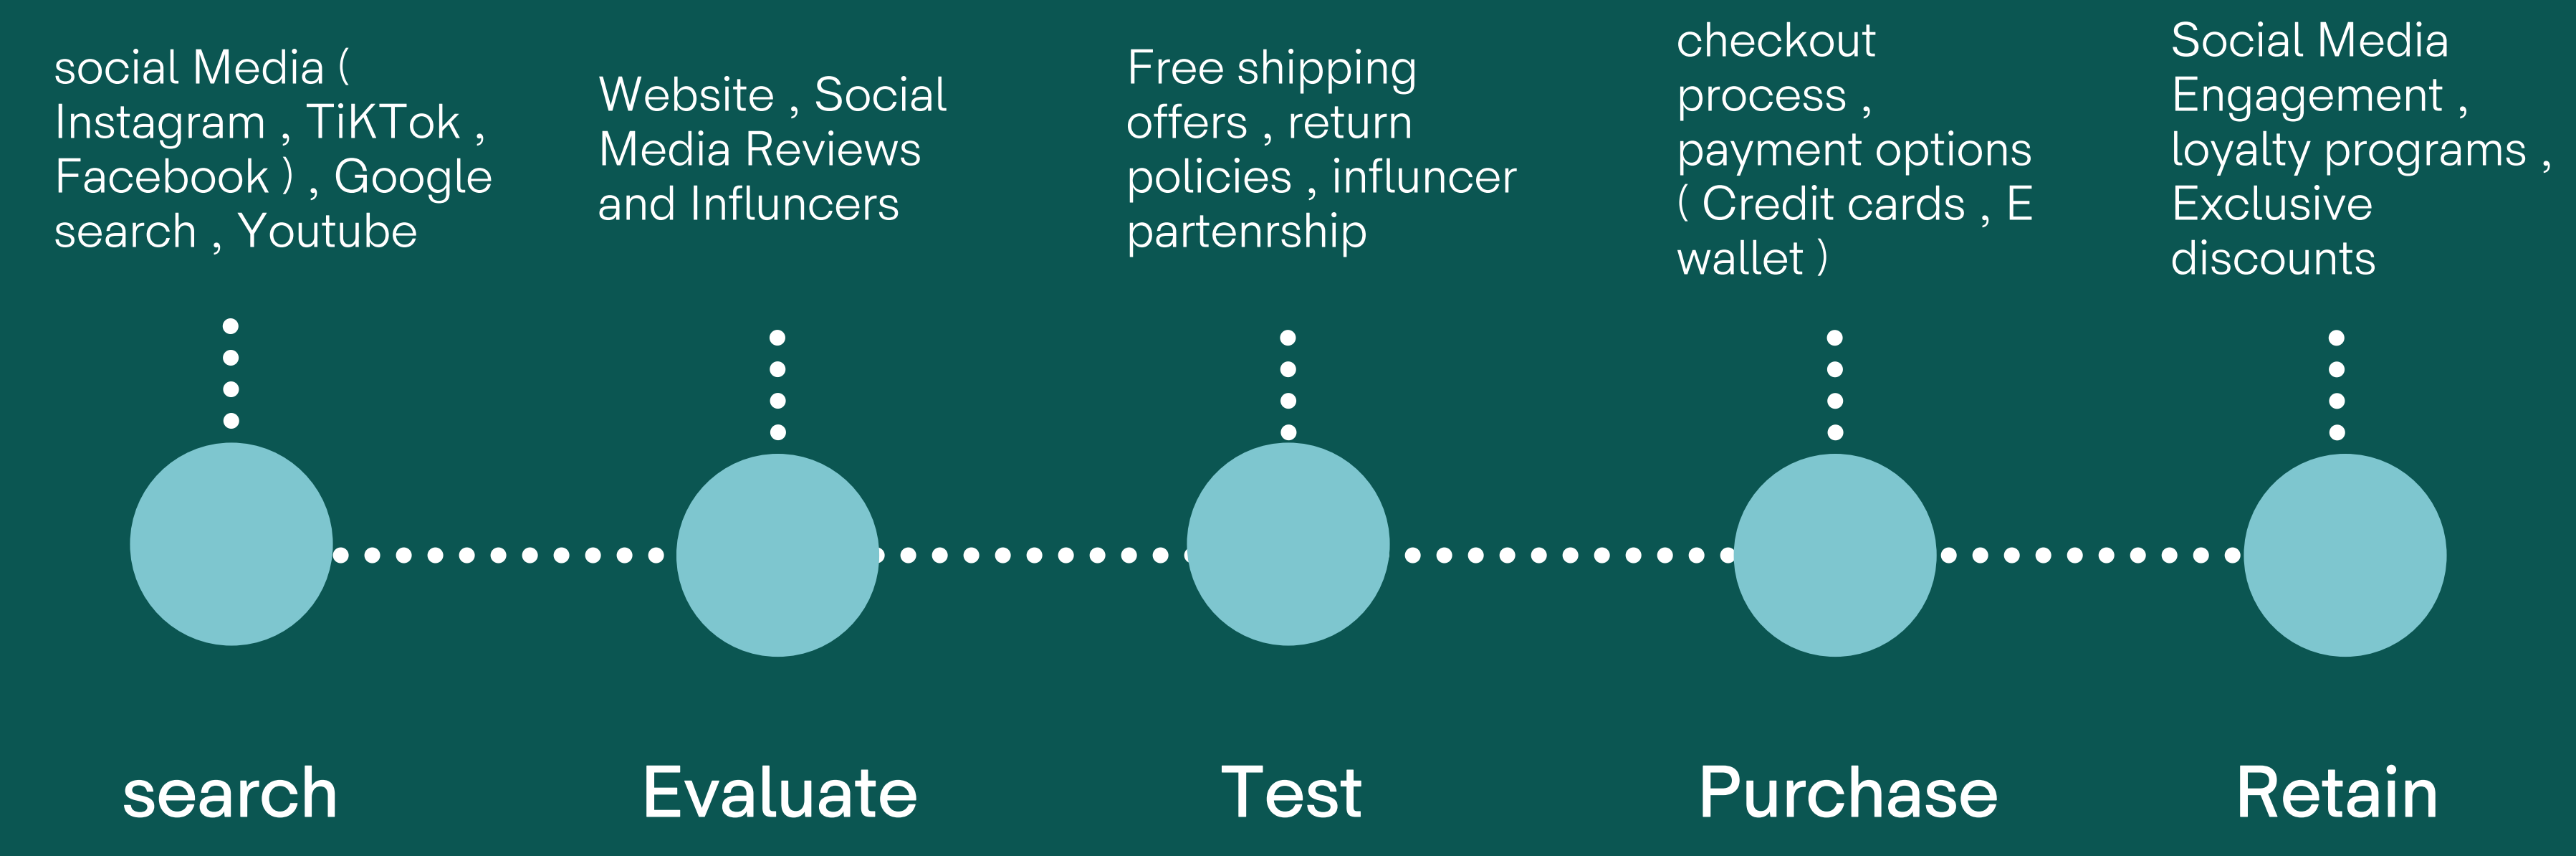 social Media (
Instagram , TiKTok ,
Facebook ) , Google
search , Youtube
Website , Social
Media Reviews
and Influncers
Free shipping
offers , return
policies , influncer
partenrship
checkout
process ,
payment options
( Credit cards , E
wallet )
Social Media
Engagement ,
loyalty programs ,
Exclusive
discounts
search
Evaluate
Test
Purchase
Retain